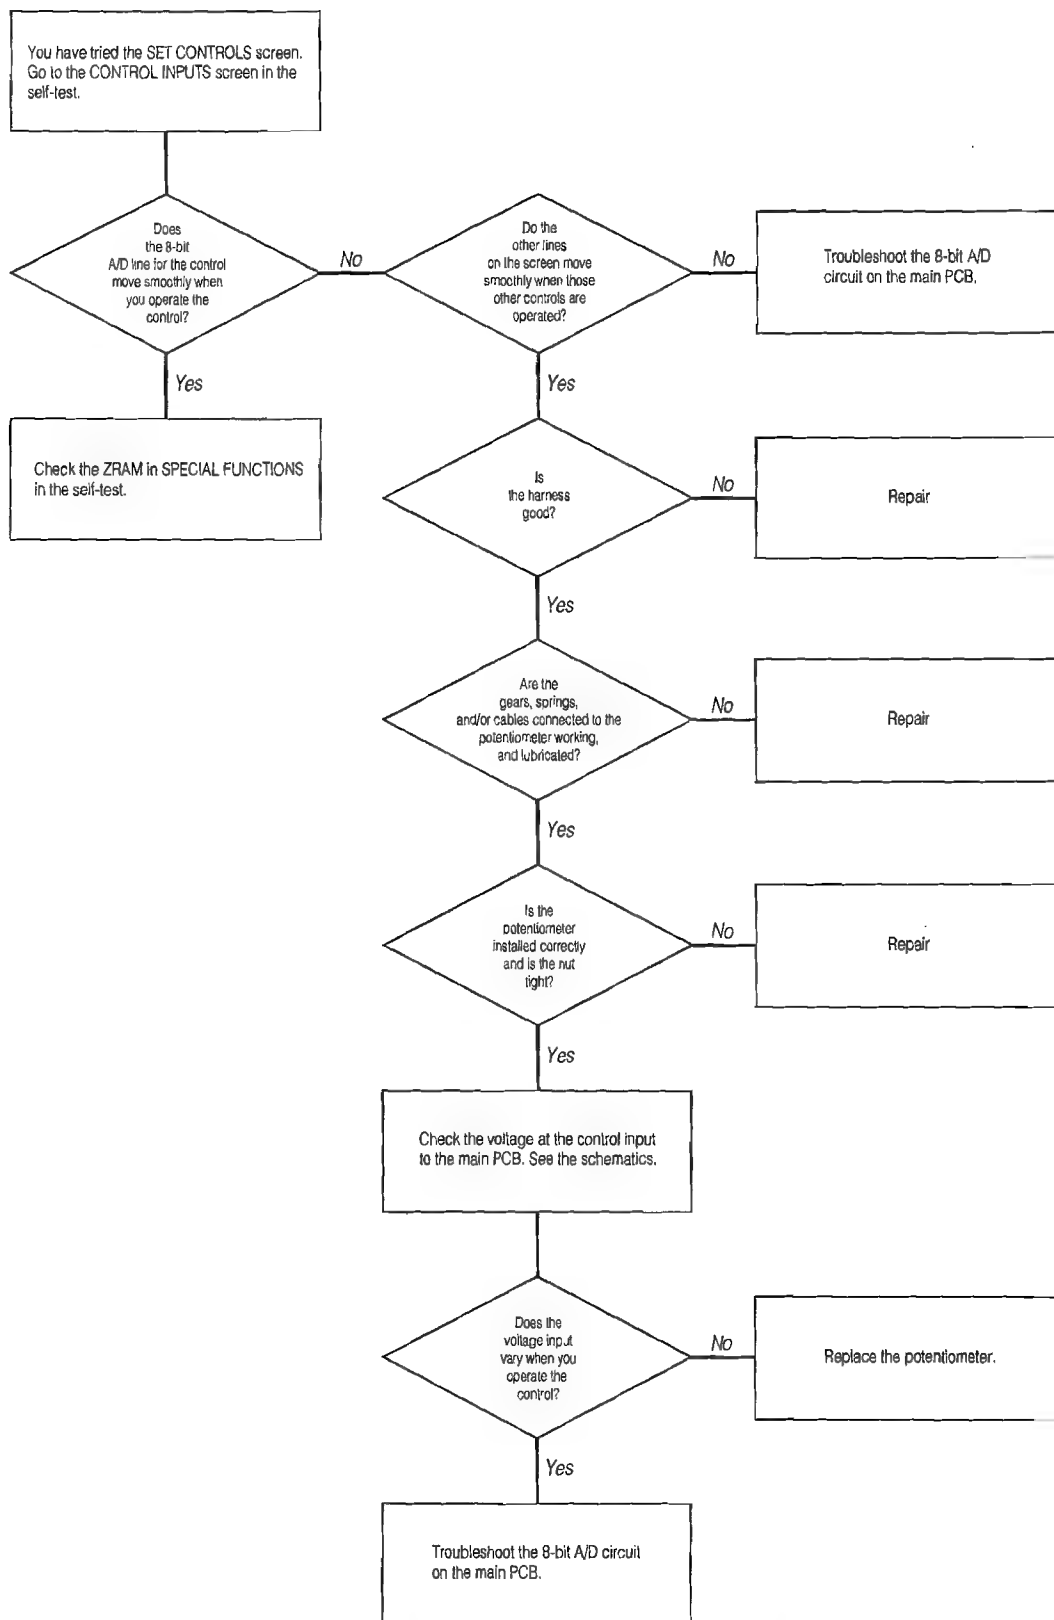 You have tried the SET CONTROLS screen.
Go to the CONTROL INPUTS screen in the
self-test.
Does
the 8-bit
A/D line for the control
move smoothly when
you operate the
control?
No
Do the
other lines
on the screen move
smoothly when those
other controls are
operated?
No
Troubleshoot the 8-bit A/D
circuit on the main PCB.
Yes
Yes
Check the ZRAM in SPECIAL FUNCTIONS
in the self-test.
Is
the harness
good?
No
Repair
Yes
Are the
gears, springs,
and/or cables connected to the
potentiometer working,
and lubricated?
No
Repair
Yes
Is the
potentiometer
installed correctly
and is the nut
tight?
No
Repair
Yes
Check the voltage at the control input
to the main PCB. See the schematics.
Does the
voltage input
vary when you
operate the
control?
No
Replace the potentiometer.
Yes
Troubleshoot the 8-bit A/D circuit
on the main PCB.